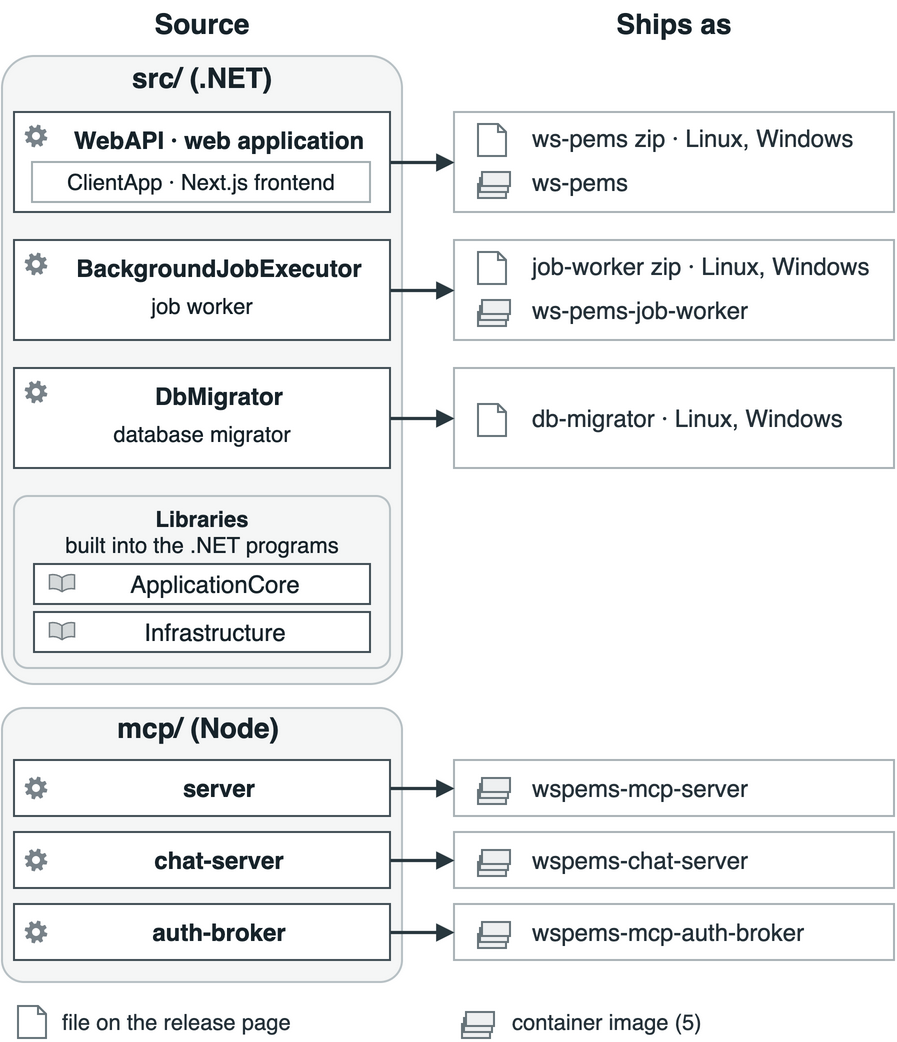 Source
Ships as
src/ (.NET)
WebAPI · web application
ClientApp · Next.js frontend
ws-pems zip · Linux, Windows
ws-pems
BackgroundJobExecutor
job worker
job-worker zip · Linux, Windows
ws-pems-job-worker
DbMigrator
database migrator
db-migrator · Linux, Windows
Libraries
built into the .NET programs
ApplicationCore
Infrastructure
mcp/ (Node)
server
wspems-mcp-server
chat-server
wspems-chat-server
auth-broker
wspems-mcp-auth-broker
file on the release page
container image (5)